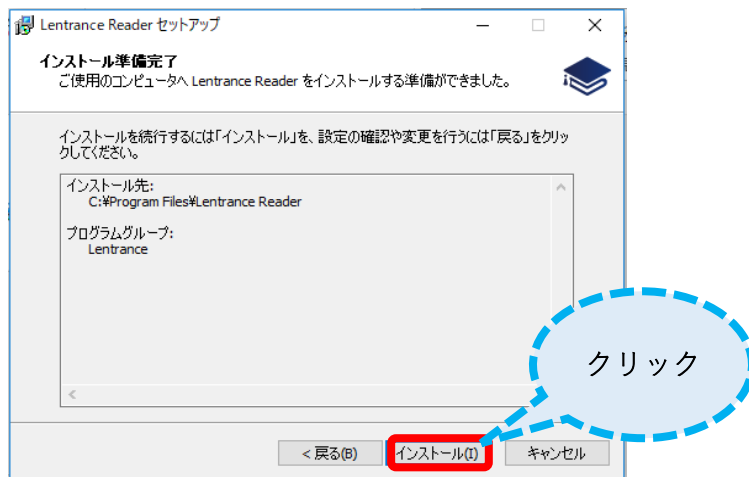 Lentrance Reader セットアップ
インストール準備完了
ご使用のコンピュータへ Lentrance Reader をインストールする準備ができました。
インストールを続行するには「インストール」を、設定の確認や変更を行うには「戻る」をクリッ
クしてください。
インストール先:
C:¥Program Files¥Lentrance Reader
プログラムグループ:
Lentrance
クリック
< 戻る(B)
インストール(I)
キャンセル